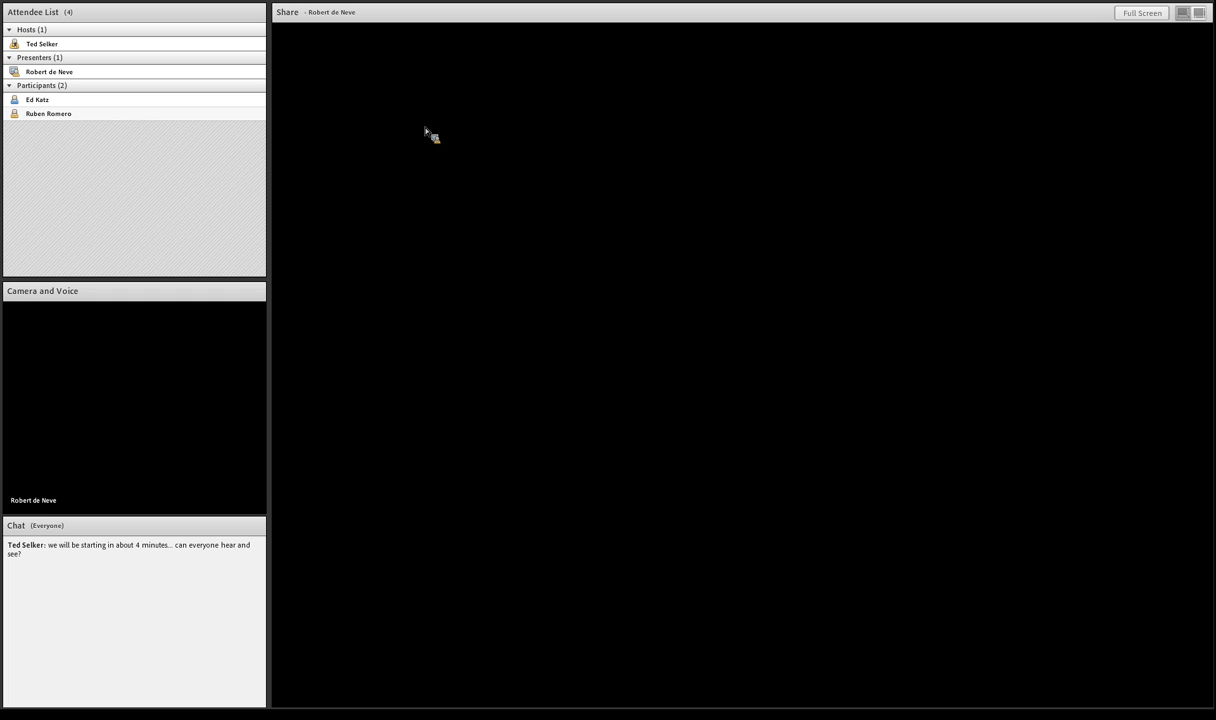 Attendee List (4)
Hosts (1)
Ted Selker
Presenters (1)
Robert de Neve
Participants (2)
Ed Katz
Ruben Romero
Camera and Voice
Robert de Neve
Chat (Everyone)
Ted Selker: we will be starting in about 4 minutes... can everyone hear and
see?
Share - Robert de Neve
Full Screen